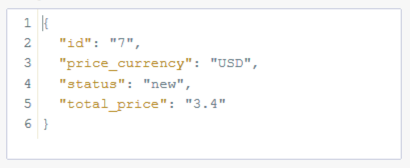 1 {
2 "id": "7",
3 "price_currency": "USD",
4 "status": "new",
5 "total_price": "3.4"
6 }